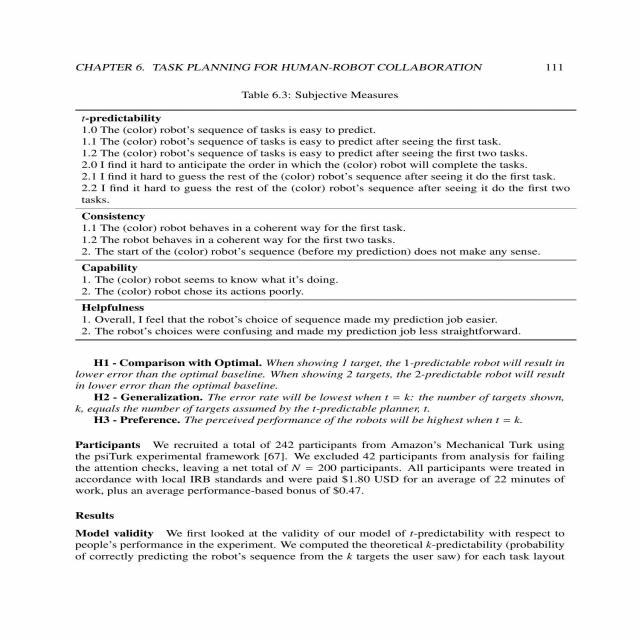 CHAPTER 6. TASK PLANNING FOR HUMAN-ROBOT COLLABORATION 111
Table 6.3: Subjective Measures
t-predictability
1.0 The (color) robot's sequence of tasks is easy to predict.
1.1 The (color) robot's sequence of tasks is easy to predict after seeing the first task.
1.2 The (color) robot's sequence of tasks is easy to predict after seeing the first two tasks.
2.0 I find it hard to anticipate the order in which the (color) robot will complete the tasks.
2.1 I find it hard to guess the rest of the (color) robot's sequence after seeing it do the first task.
2.2 I find it hard to guess the rest of the (color) robot's sequence after seeing it do the first two
tasks.
Consistency
1.1 The (color) robot behaves in a coherent way for the first task.
1.2 The robot behaves in a coherent way for the first two tasks.
2. The start of the (color) robot's sequence (before my prediction) does not make any sense.
Capability
1. The (color) robot seems to know what it's doing.
2. The (color) robot chose its actions poorly.
Helpfulness
1. Overall, I feel that the robot's choice of sequence made my prediction job easier.
2. The robot's choices were confusing and made my prediction job less straightforward.
H1 - Comparison with Optimal. When showing 1 target, the 1-predictable robot will result in
lower error than the optimal baseline. When showing 2 targets, the 2-predictable robot will result
in lower error than the optimal baseline.
H2 - Generalization. The error rate will be lowest when t = k: the number of targets shown,
k, equals the number of targets assumed by the t-predictable planner, t.
H3 - Preference. The perceived performance of the robots will be highest when t = k.
Participants We recruited a total of 242 participants from Amazon's Mechanical Turk using
the psiTurk experimental framework [67]. We excluded 42 participants from analysis for failing
the attention checks, leaving a net total of N = 200 participants. All participants were treated in
accordance with local IRB standards and were paid $1.80 USD for an average of 22 minutes of
work, plus an average performance-based bonus of $0.47.
Results
Model validity We first looked at the validity of our model of t-predictability with respect to
people's performance in the experiment. We computed the theoretical k-predictability (probability
of correctly predicting the robot's sequence from the k targets the user saw) for each task layout